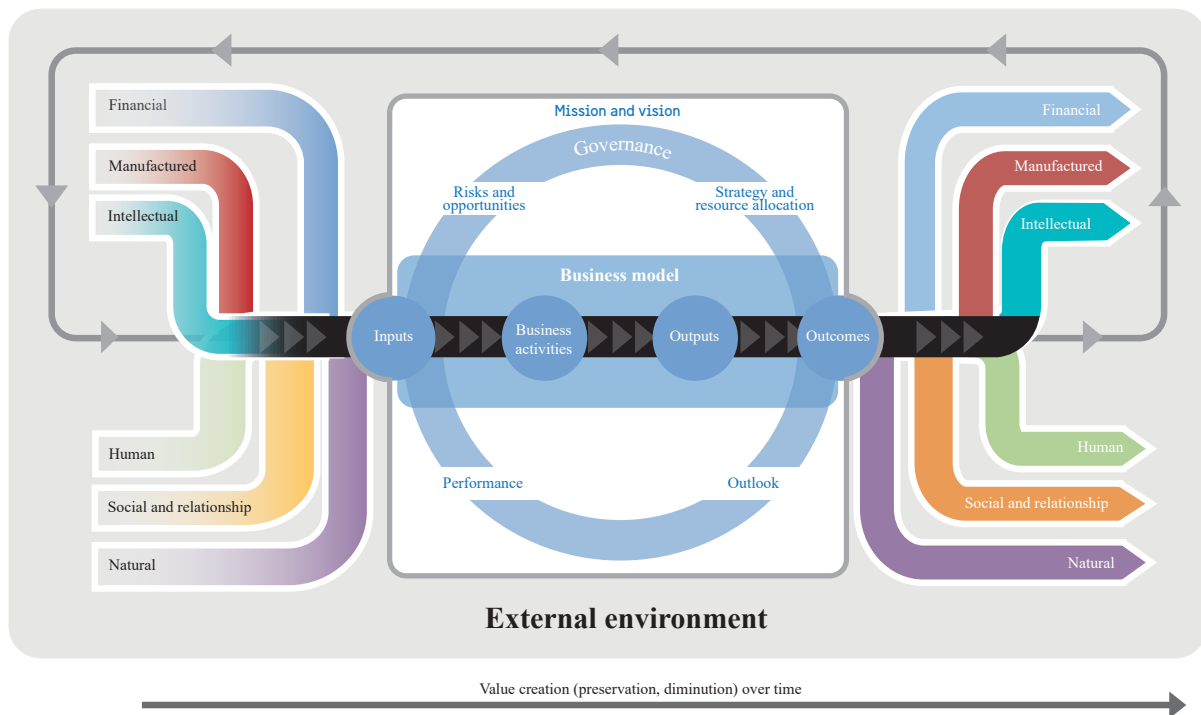 Financial
Manufactured
Intellectual
Human
Social and relationship
Natural
Mission and vision
Governance
Risks and
opportunities
Strategy and
resource allocation
Business model
Inputs
Business
activities
Outputs
Outcomes
Performance
Outlook
Financial
Manufactured
Intellectual
Human
Social and relationship
Natural
External environment
Value creation (preservation, diminution) over time